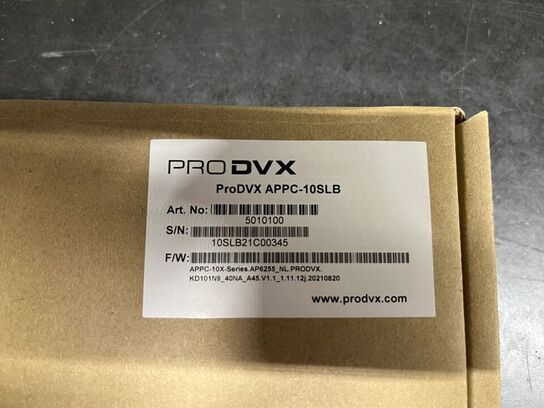 PRODVX
ProDVX APPC-10SLB
Art. No:
5010100
S/N:
10SLB21C00345
F/W:
APPC-10X-Series.AP6255_NL.PRODVX.
KD101N9_40NA_A45.V1.1_1.11.12j.20210820
www.prodvx.com